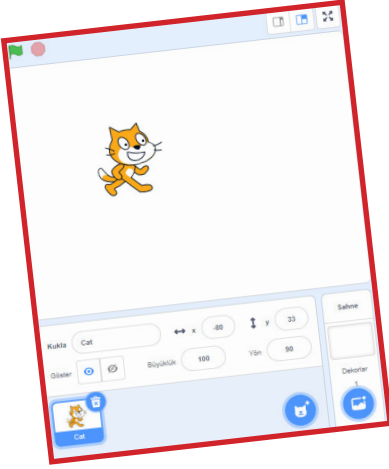 Kukla Cat x -80 y 33
Göster Büyüklük 100 Yön 90
Sahne
Dekorlar
1
Cat